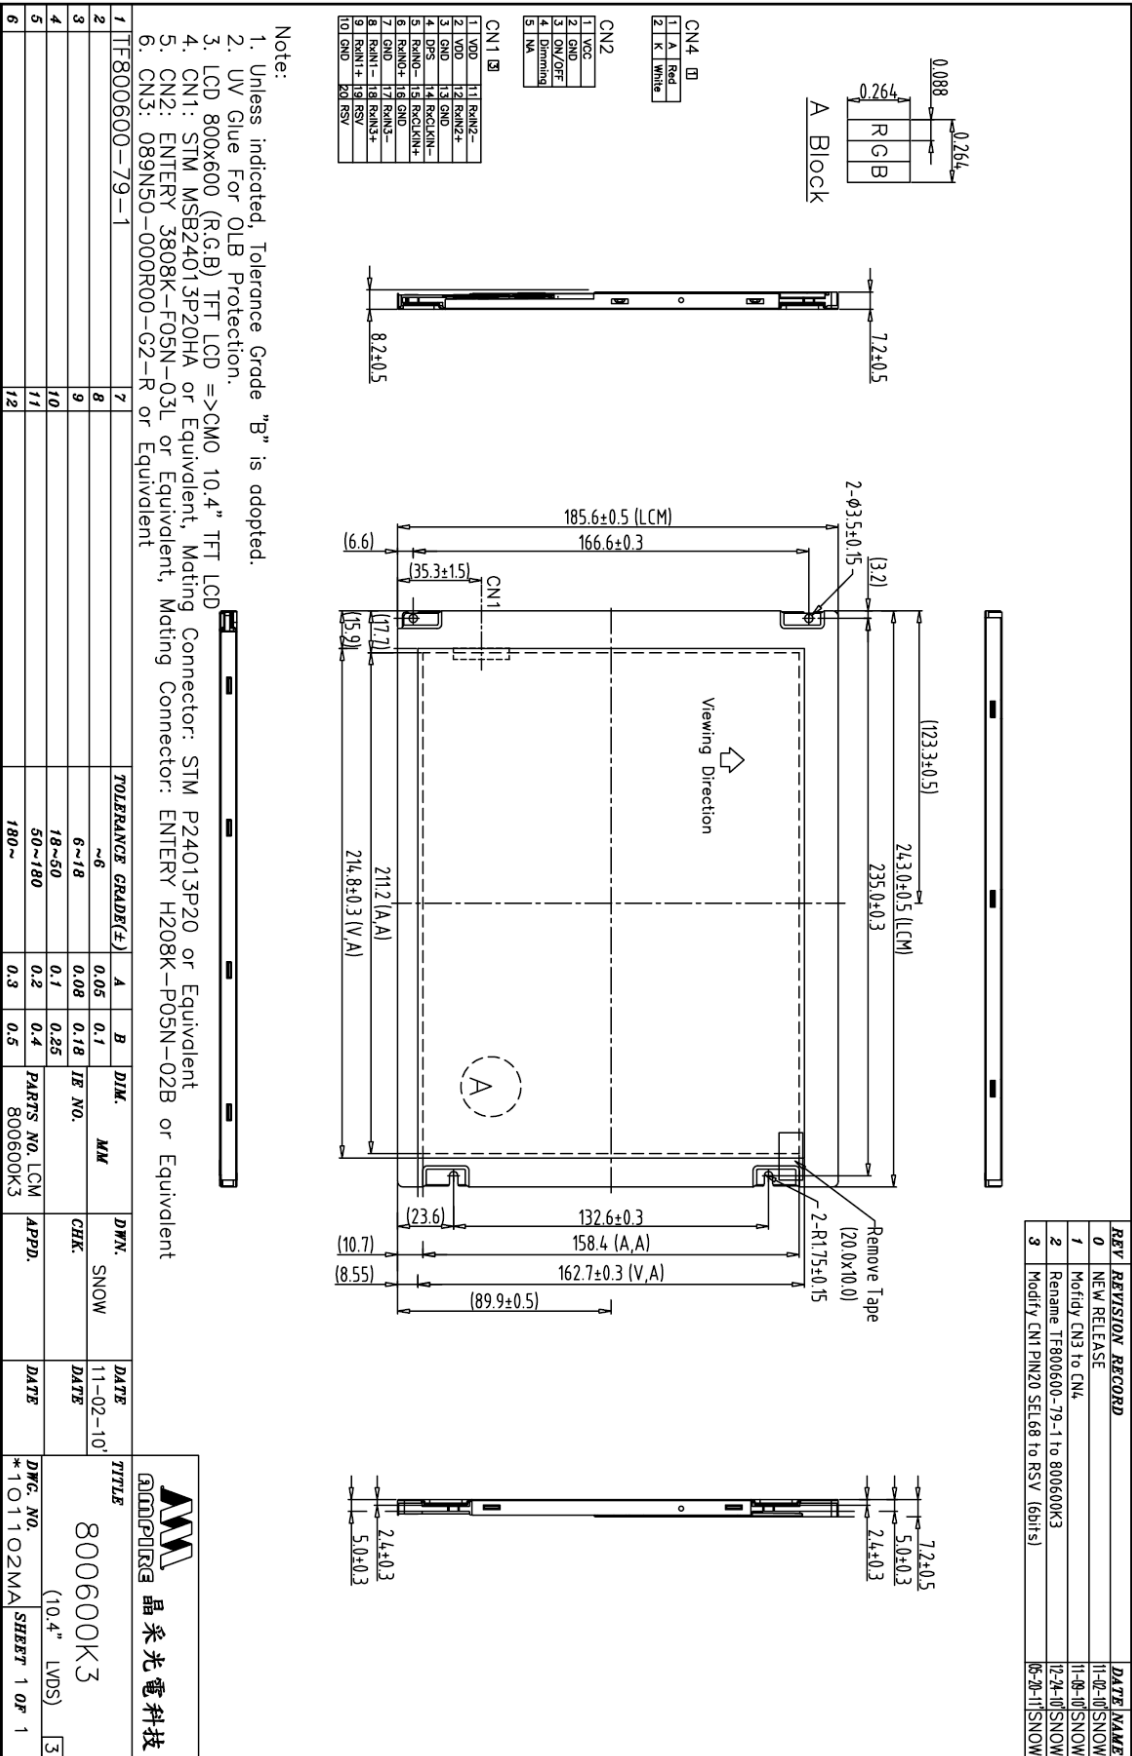 REV REVISION RECORD DATE NAME
0 NEW RELEASE 11-02-10' SNOW
1 Mofidy CN3 to CN4 11-09-10' SNOW
2 Rename TF800600-79-1 to 800600K3 12-24-10' SNOW
3 Modify CN1 PIN20 SEL68 to RSV (6bits) 05-20-11' SNOW
0.088
0.264
0.264
R G B
A Block
7.2±0.5
8.2±0.5
2-φ3.5±0.15
(3.2)
(123.3±0.5)
243.0±0.5 (LCM)
235.0±0.3
185.6±0.5 (LCM)
166.6±0.3
(6.6)
(35.3±1.5)
CN1
(17.7)
(15.9)
Viewing Direction
211.2 (A,A)
214.8±0.3 (V,A)
A
Remove Tape
(20.0x10.0)
2-R1.75±0.15
(23.6)
132.6±0.3
(10.7)
158.4 (A,A)
(8.55)
162.7±0.3 (V,A)
(89.9±0.5)
7.2±0.5
5.0±0.3
2.4±0.3
2.4±0.3
5.0±0.3
CN4 1
1 A Red
2 K White
CN2
1 VCC
2 GND
3 ON/OFF
4 Dimming
5 NA
CN1 3
1 VDD 11 RxIN2-
2 VDD 12 RxIN2+
3 GND 13 GND
4 DPS 14 RxCLKIN-
5 RxIN0- 15 RxCLKIN+
6 RxIN0+ 16 GND
7 GND 17 RxIN3-
8 RxIN1- 18 RxIN3+
9 RxIN1+ 19 RSV
10 GND 20 RSV
Note:
1. Unless indicated, Tolerance Grade "B" is adopted.
2. UV Glue For OLB Protection.
3. LCD 800x600 (R.G.B) TFT LCD =>CMO 10.4" TFT LCD
4. CN1: STM MSB24013P20HA or Equivalent, Mating Connector: STM P24013P20 or Equivalent
5. CN2: ENTERY 3808K-F05N-03L or Equivalent, Mating Connector: ENTERY H208K-P05N-02B or Equivalent
6. CN3: 089N50-000R00-G2-R or Equivalent
1 TF800600-79-1 7
2 8
3 9
4 10
5 11
6 12
TOLERANCE GRADE(±) A B
~6 0.05 0.1
6~18 0.08 0.18
18~50 0.1 0.25
50~180 0.2 0.4
180~ 0.3 0.5
DIM. MM
IE NO.
PARTS NO. LCM
800600K3
DWN. SNOW
DATE 11-02-10'
CHK. DATE
APPD. DATE
AMPIRE 晶采光電科技
TITLE
800600K3
(10.4" LVDS) 3
DWG. NO.
*101102MA
SHEET 1 OF 1